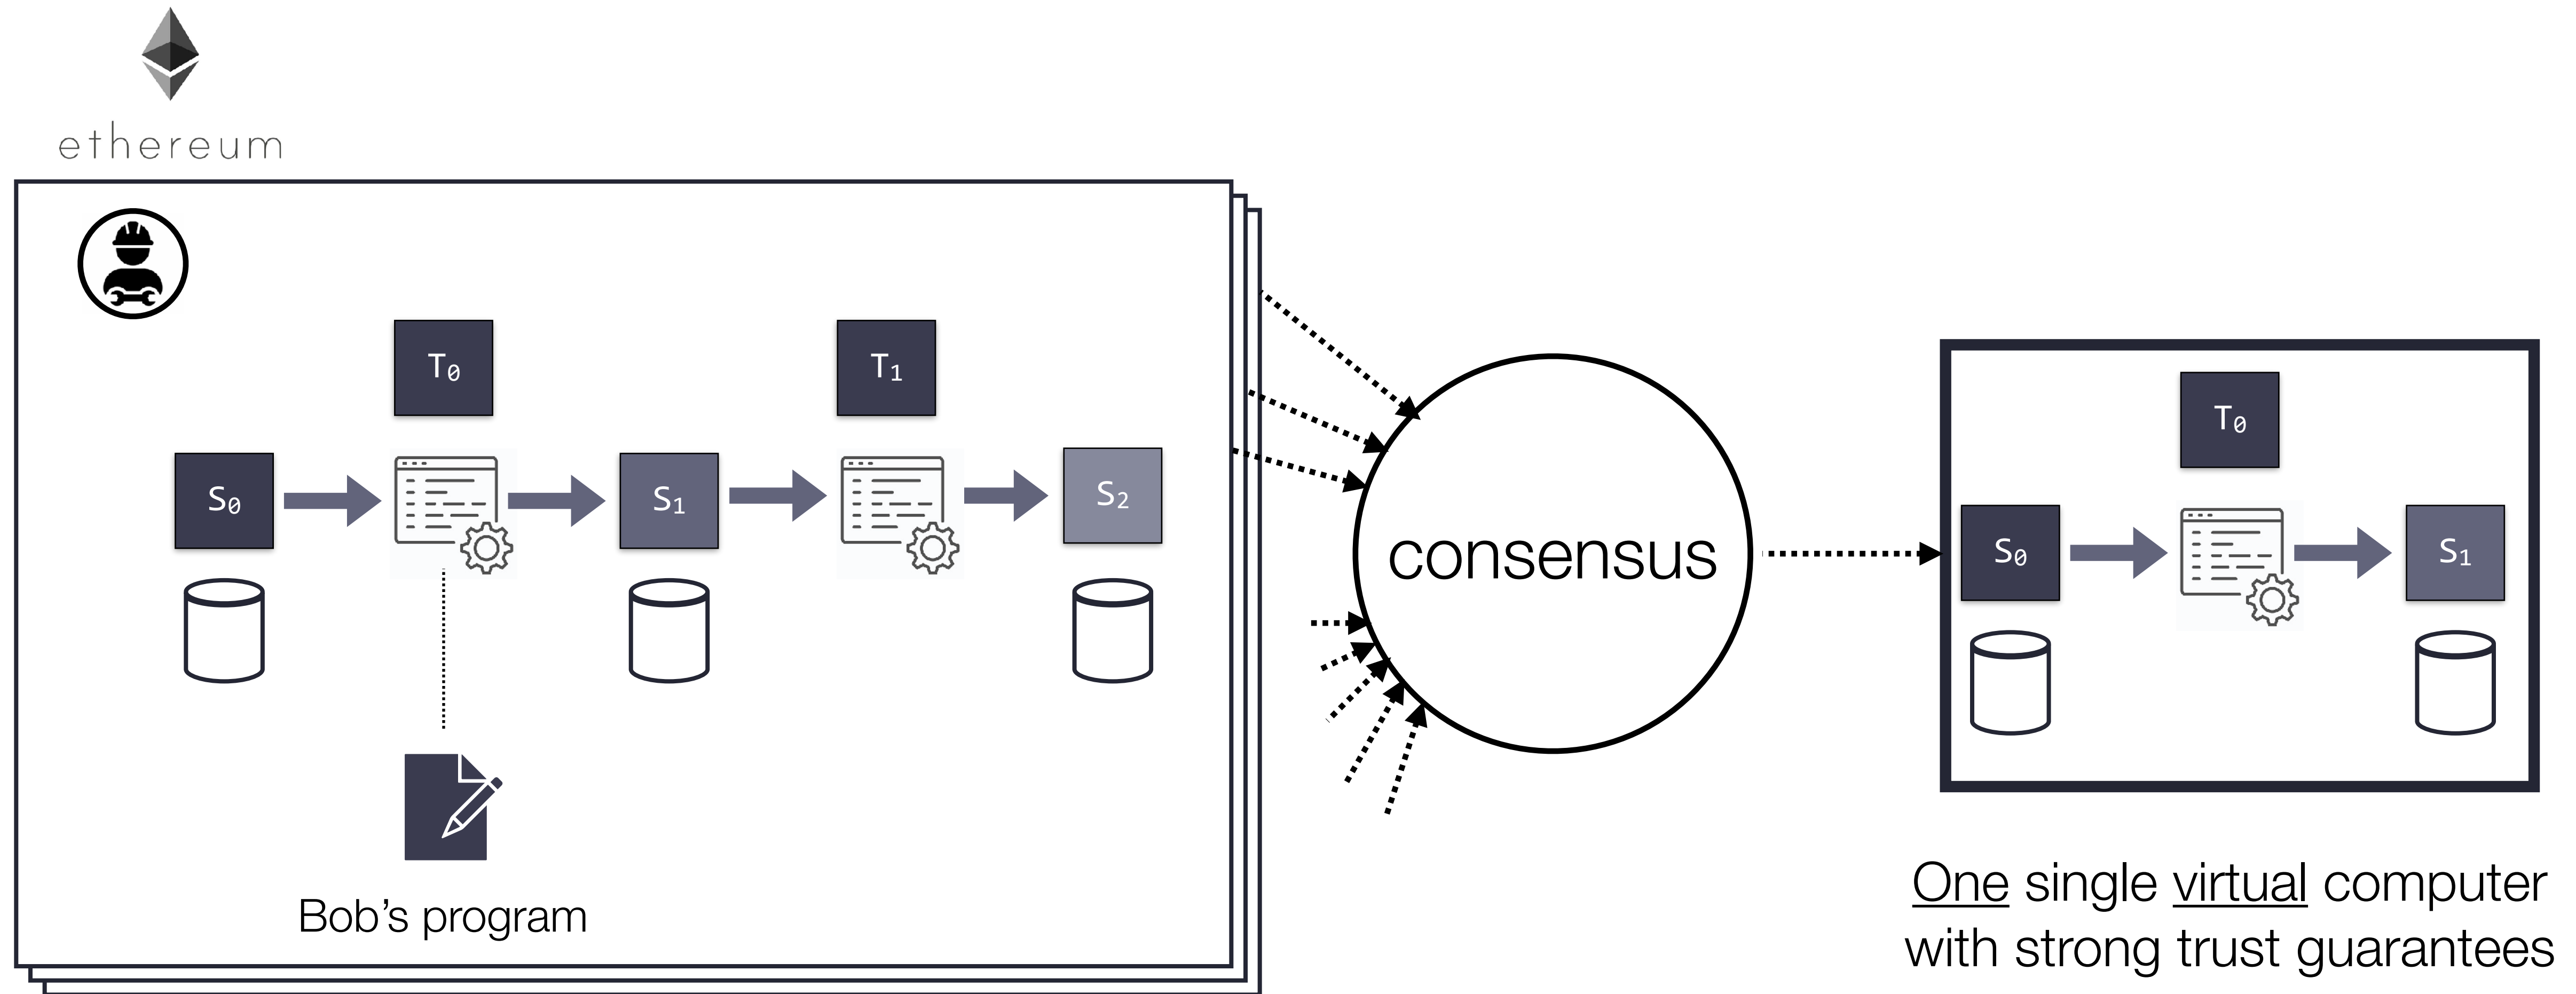 ethereum
T₀
T₁
S₀
S₁
S₂
Bob's program
consensus
T₀
S₀
S₁
One single virtual computer
with strong trust guarantees